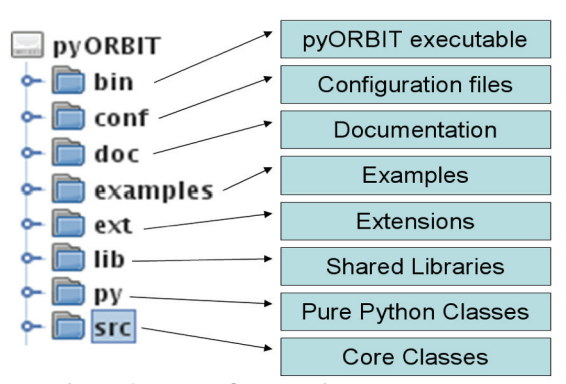 pyORBIT
bin
pyORBIT executable
conf
Configuration files
doc
Documentation
examples
Examples
ext
Extensions
lib
Shared Libraries
py
Pure Python Classes
src
Core Classes